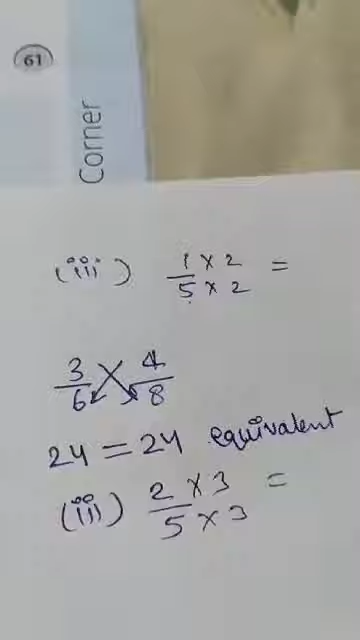 61
Corner
(iii) 1 × 2 =
5 × 2
3 4
6 8
24 = 24 equivalent
(iii) 2 × 3 =
5 × 3